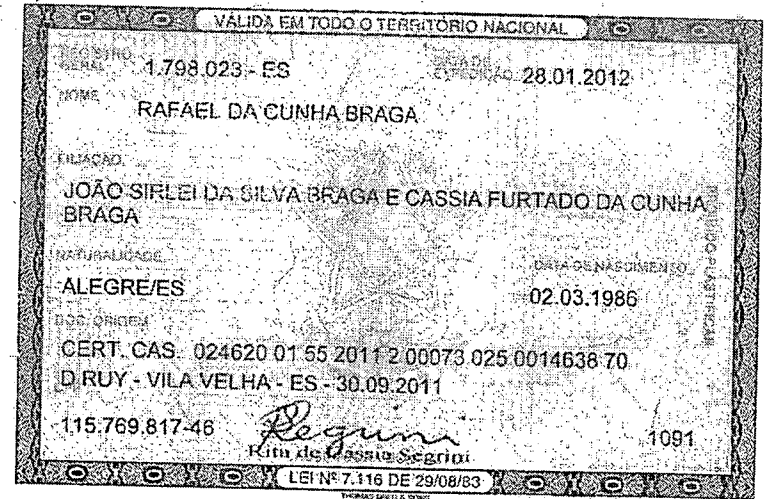 VÁLIDA EM TODO O TERRITÓRIO NACIONAL
REGISTRO GERAL 1.798.023 - ES DATA DE EXPEDIÇÃO 28.01.2012
NOME
RAFAEL DA CUNHA BRAGA
FILIAÇÃO
JOÃO SIRLEI DA SILVA BRAGA E CASSIA FURTADO DA CUNHA
BRAGA
NATURALIDADE DATA DE NASCIMENTO
ALEGRE/ES 02.03.1986
DOC. ORIGEM
CERT. CAS. 024620 01 55 2011 2 00073 025 0014638 70
D RUY - VILA VELHA - ES - 30.09.2011
115.769.817-46 1091
Rita de Cassia Segrini
LEI Nº 7.116 DE 29/08/83